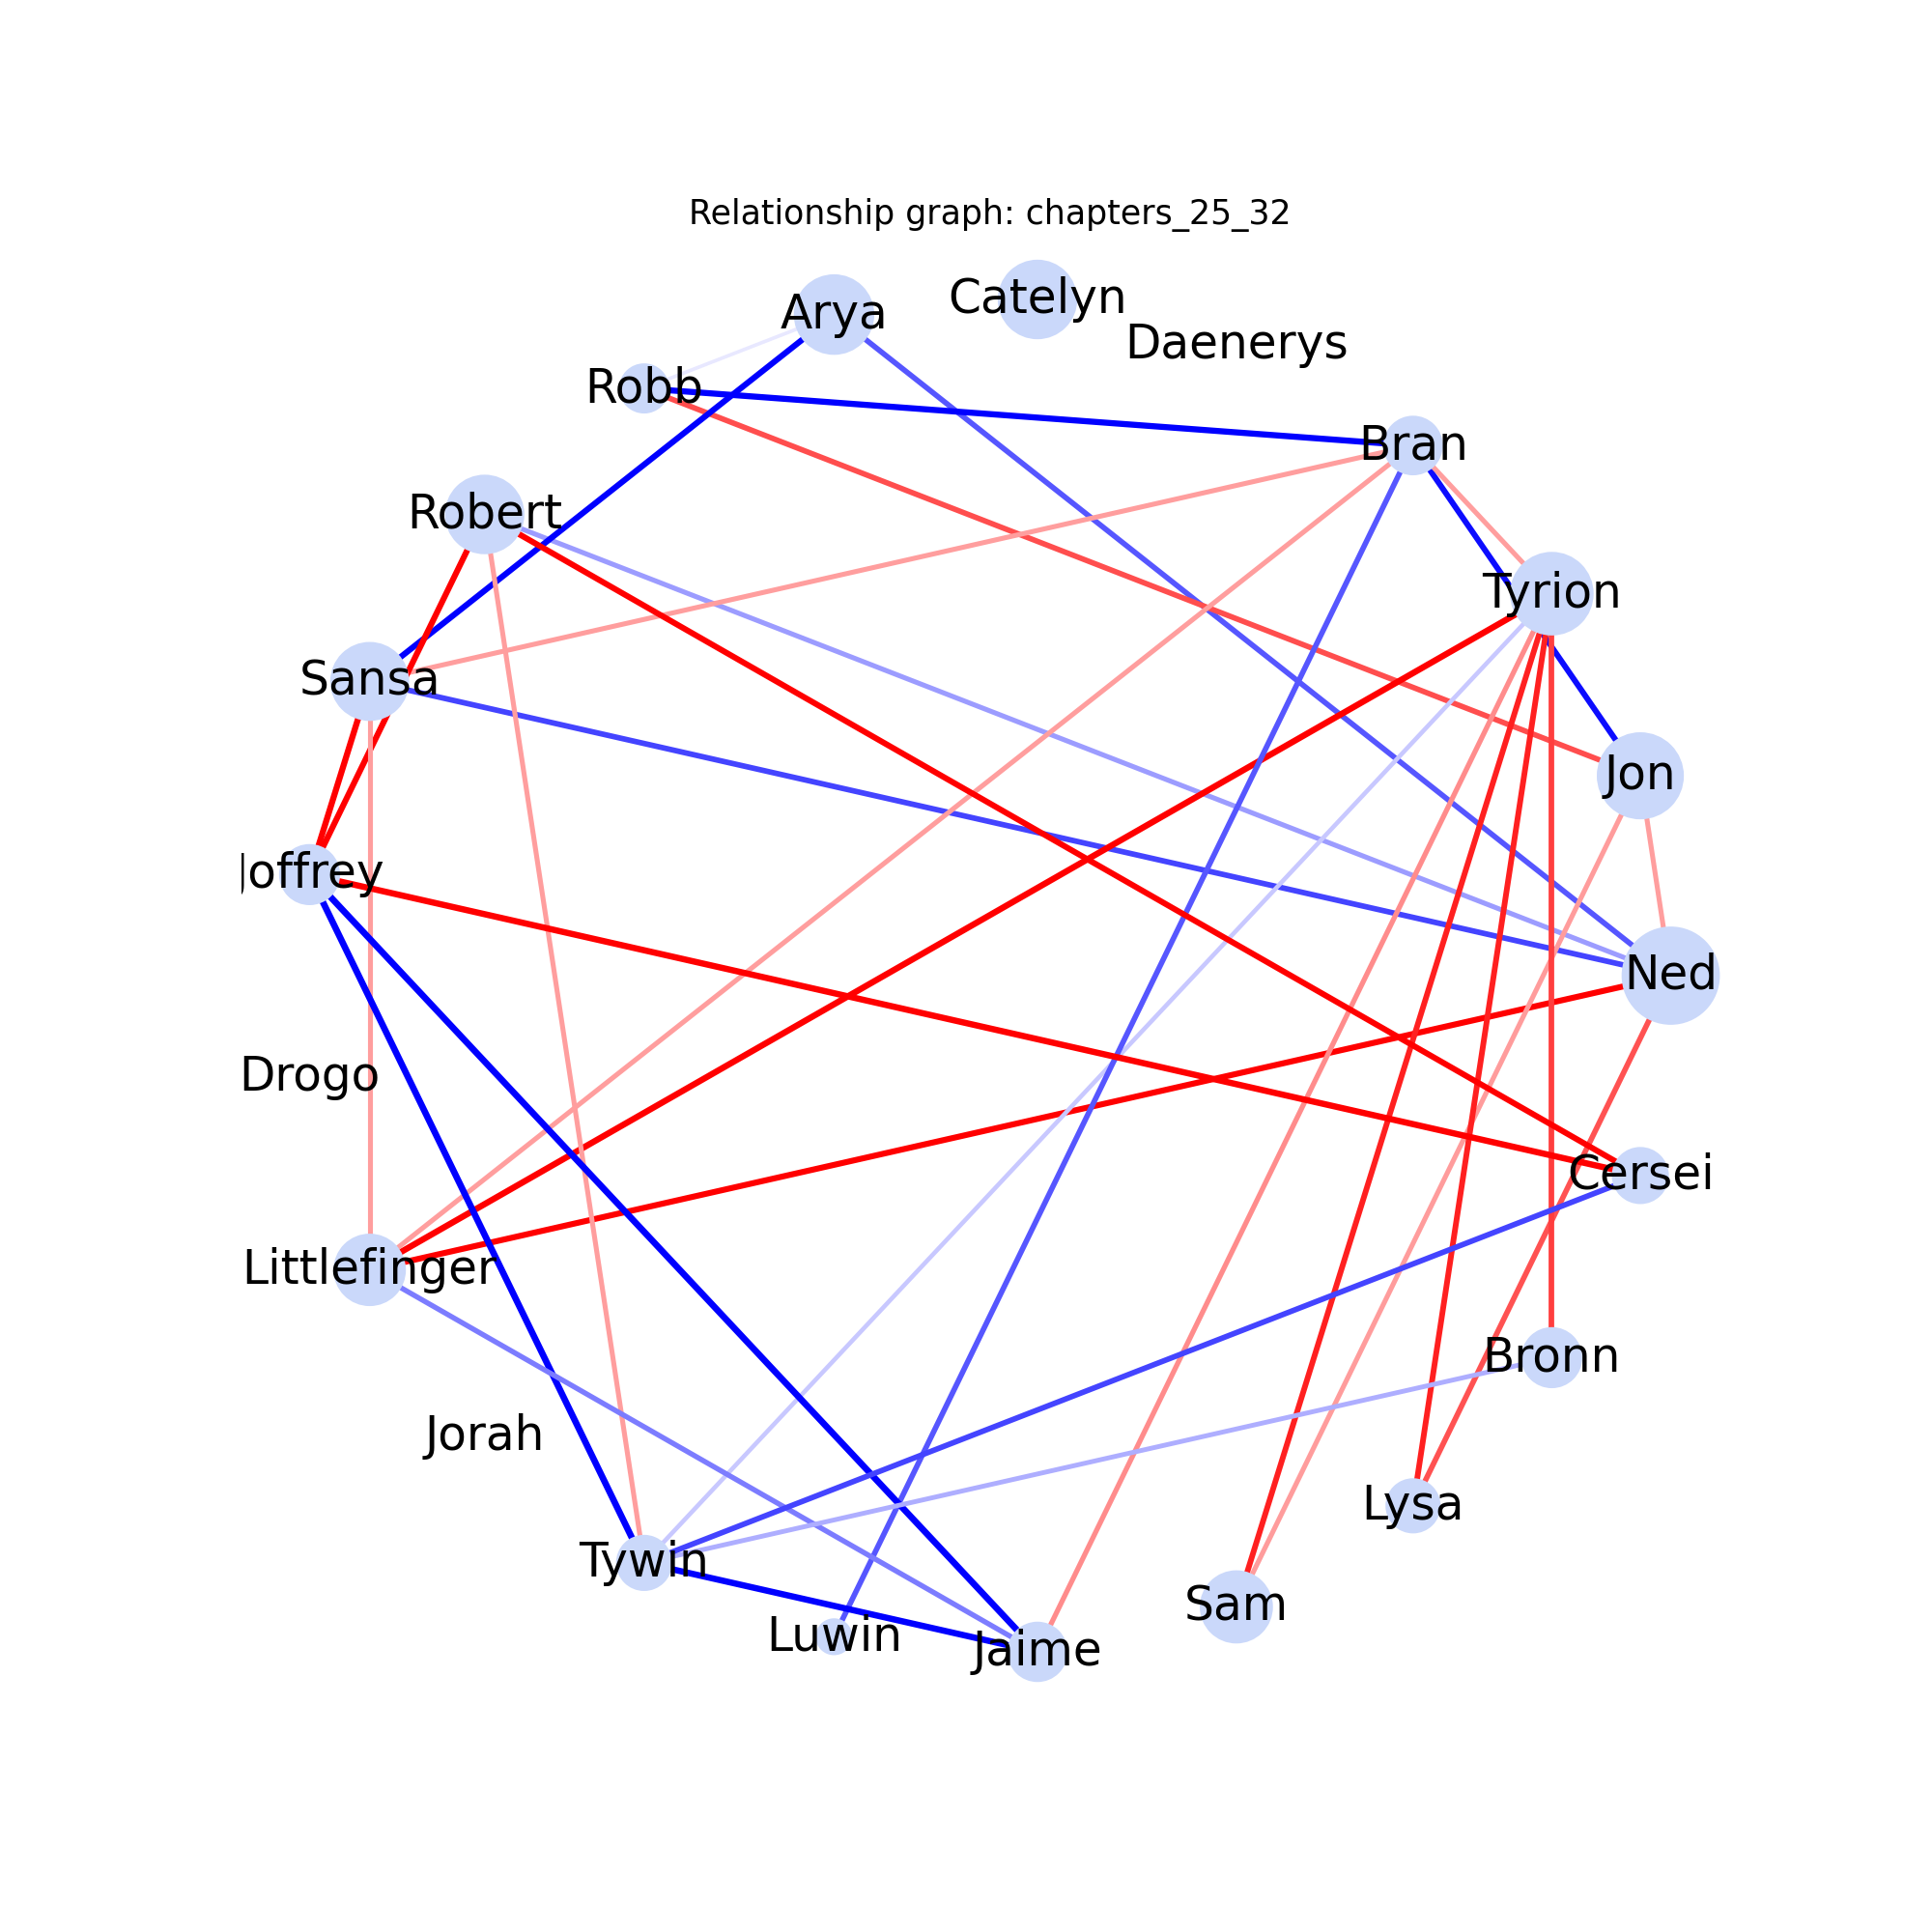 Relationship graph: chapters_25_32
Catelyn
Arya
Daenerys
Robb
Bran
Robert
Tyrion
Sansa
Jon
Joffrey
Ned
Drogo
Cersei
Littlefinger
Bronn
Jorah
Lysa
Tywin
Sam
Luwin
Jaime